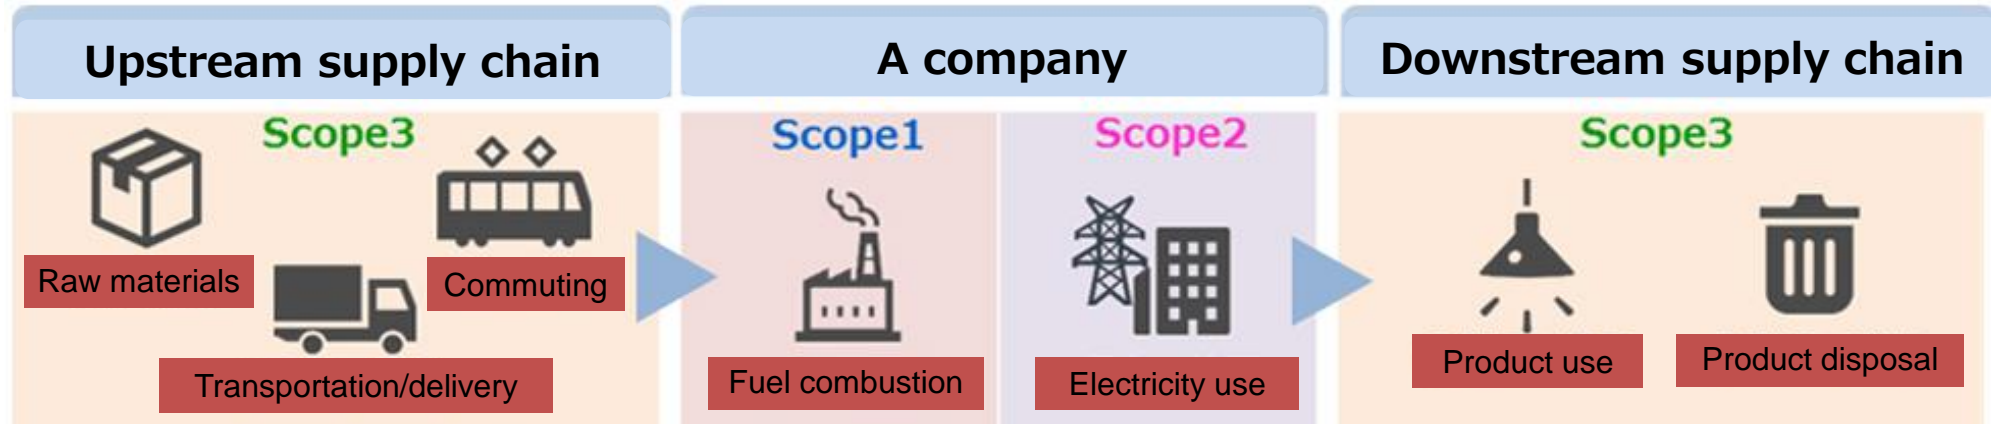 Upstream supply chain
A company
Downstream supply chain
Scope3
Raw materials
Commuting
Transportation/delivery
Scope1
Fuel combustion
Scope2
Electricity use
Scope3
Product use
Product disposal